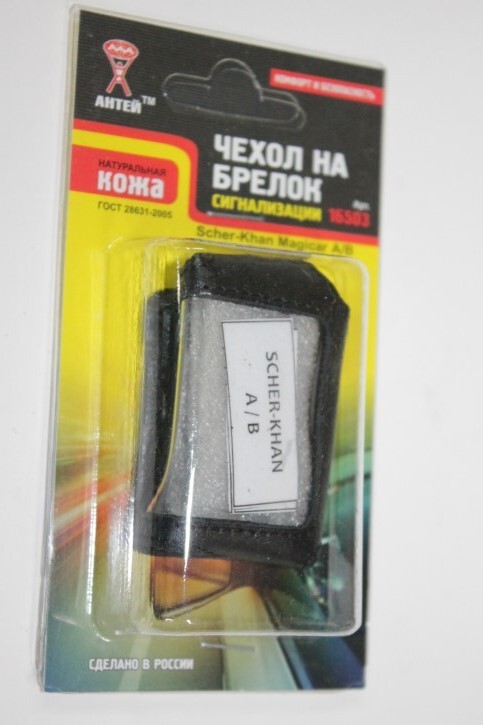 АНТЕЙ™
КОМФОРТ И БЕЗОПАСНОСТЬ
ЧЕХОЛ НА
БРЕЛОК
СИГНАЛИЗАЦИИ
Арт.
16503
НАТУРАЛЬНАЯ
кожа
ГОСТ 28631-2005
Scher-Khan Magicar A/B
SCHER-KHAN
A / B
СДЕЛАНО В РОССИИ